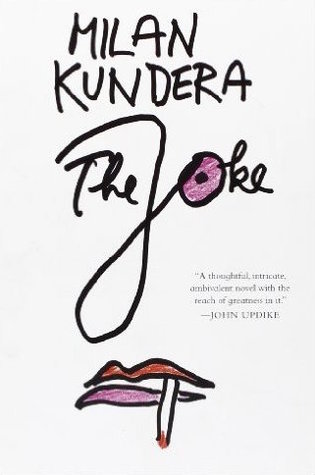 MILAN
KUNDERA
The Joke
"A thoughtful, intricate,
ambivalent novel with the
reach of greatness in it."
—JOHN UPDIKE